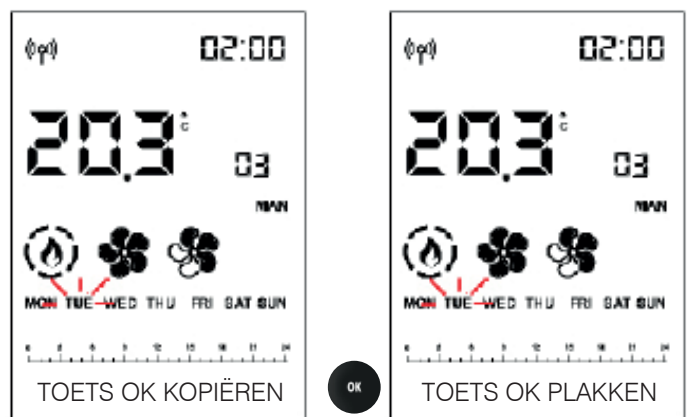 02:00
20.3 °C
03
MAN
MON TUE WED THU FRI SAT SUN
TOETS OK KOPIËREN
OK
02:00
20.3 °C
03
MAN
MON TUE WED THU FRI SAT SUN
TOETS OK PLAKKEN